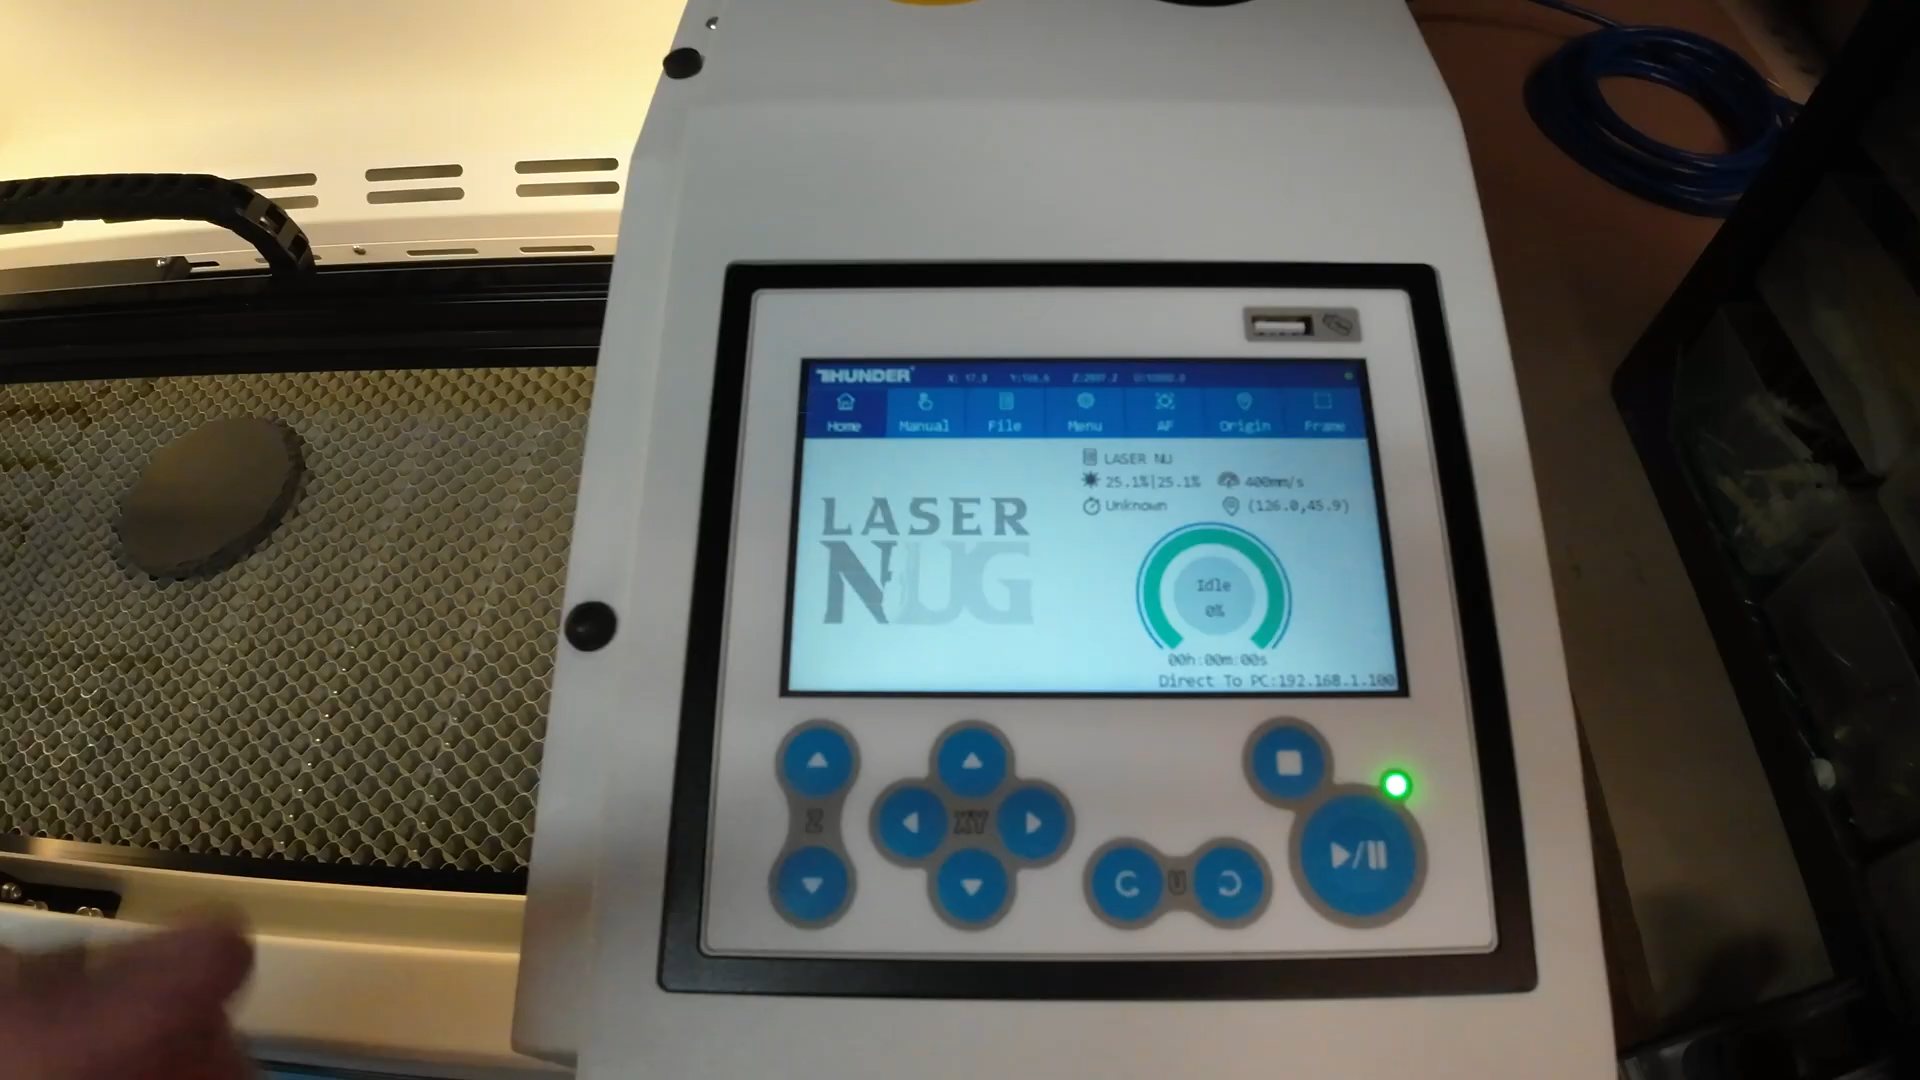 THUNDER
Home Manual File Menu AF Origin Frame
LASER NU
25.1%|25.1% 400mm/s
Unknown (126.0,45.9)
LASER
NUG
Idle
0%
00h:00m:00s
Direct To PC:192.168.1.100
Z
XY
U